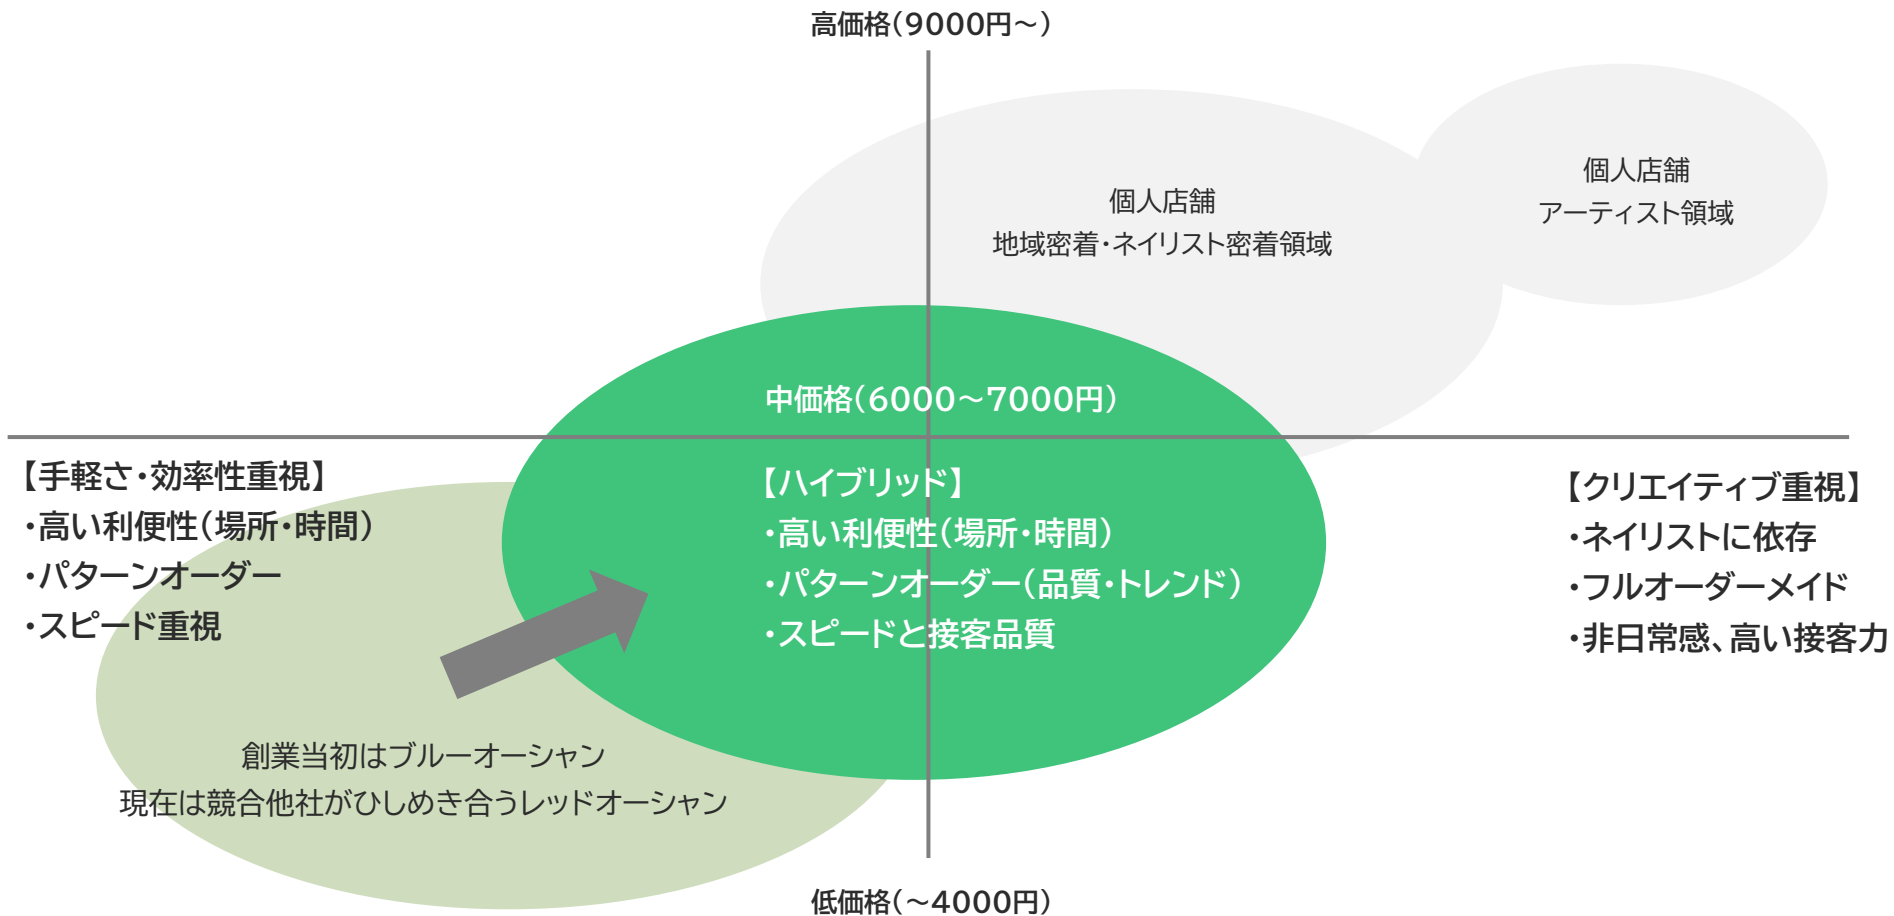 高価格(9000円～)
個人店舗
アーティスト領域
個人店舗
地域密着・ネイリスト密着領域
中価格(6000～7000円)
【手軽さ・効率性重視】
・高い利便性(場所・時間)
・パターンオーダー
・スピード重視
【ハイブリッド】
・高い利便性(場所・時間)
・パターンオーダー(品質・トレンド)
・スピードと接客品質
【クリエイティブ重視】
・ネイリストに依存
・フルオーダーメイド
・非日常感、高い接客力
創業当初はブルーオーシャン
現在は競合他社がひしめき合うレッドオーシャン
低価格(～4000円)